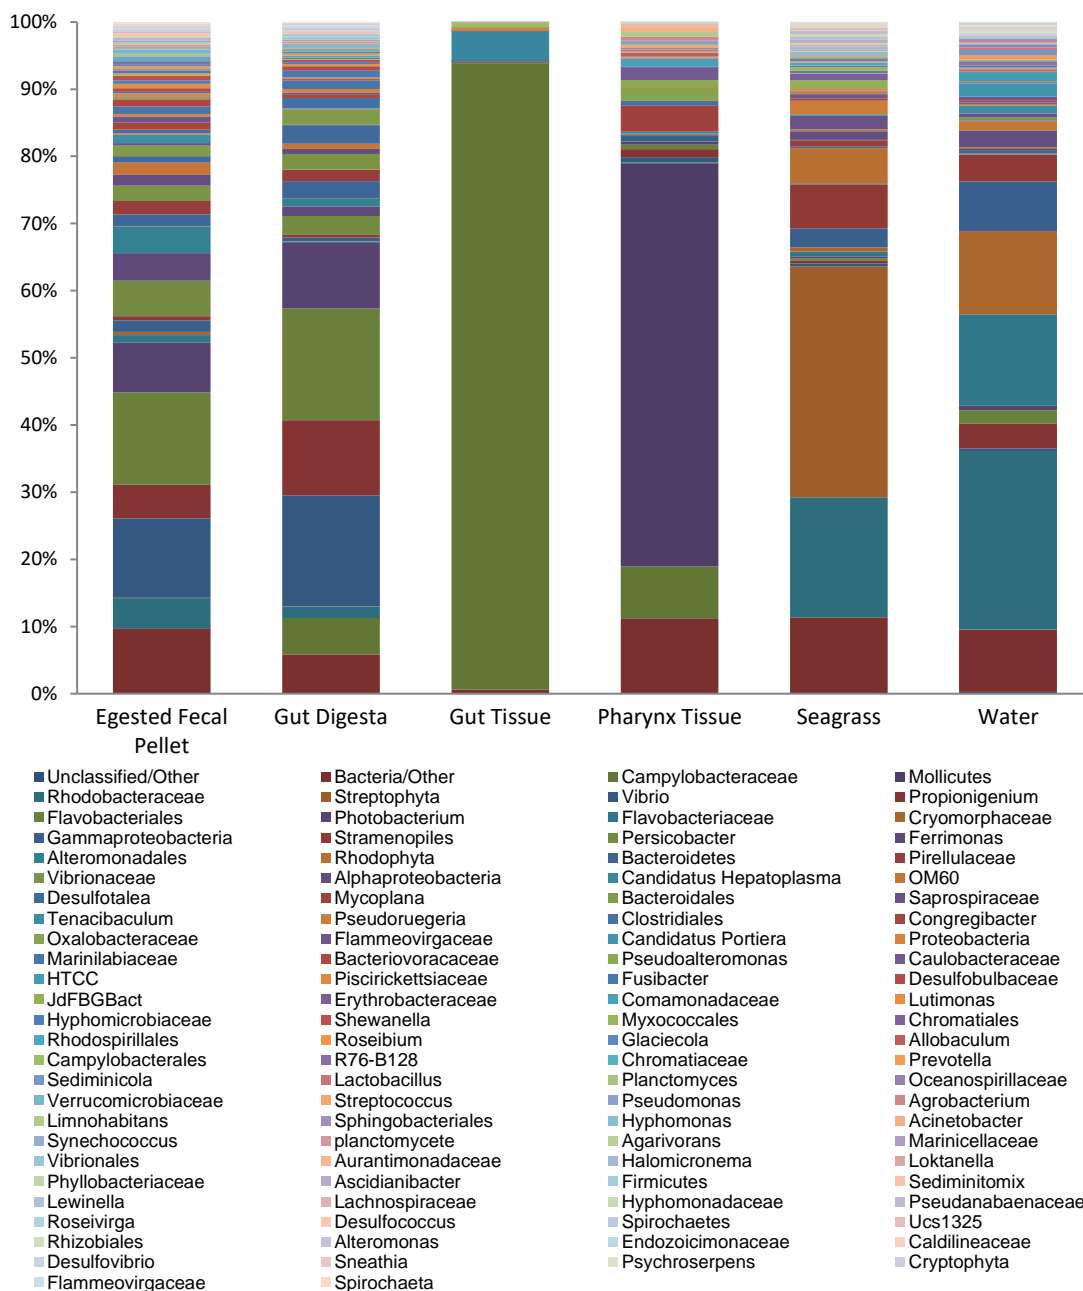 100%
90%
80%
70%
60%
50%
40%
30%
20%
10%
0%
Egested Fecal Pellet Gut Digesta Gut Tissue Pharynx Tissue Seagrass Water
Unclassified/Other Bacteria/Other Campylobacteraceae Mollicutes
Rhodobacteraceae Streptophyta Vibrio Propionigenium
Flavobacteriales Photobacterium Flavobacteriaceae Cryomorphaceae
Gammaproteobacteria Stramenopiles Persicobacter Ferrimonas
Alteromonadales Rhodophyta Bacteroidetes Pirellulaceae
Vibrionaceae Alphaproteobacteria Candidatus Hepatoplasma OM60
Desulfotalea Mycoplana Bacteroidales Saprospiraceae
Tenacibaculum Pseudoruegeria Clostridiales Congregibacter
Oxalobacteraceae Flammeovirgaceae Candidatus Portiera Proteobacteria
Marinilabiaceae Bacteriovoracaceae Pseudoalteromonas Caulobacteraceae
HTCC Piscirickettsiaceae Fusibacter Desulfobulbaceae
JdFBGBact Erythrobacteraceae Comamonadaceae Lutimonas
Hyphomicrobiaceae Shewanella Myxococcales Chromatiales
Rhodospirillales Roseibium Glaciecola Allobaculum
Campylobacterales R76-B128 Chromatiaceae Prevotella
Sediminicola Lactobacillus Planctomyces Oceanospirillaceae
Verrucomicrobiaceae Streptococcus Pseudomonas Agrobacterium
Limnohabitans Sphingobacteriales Hyphomonas Acinetobacter
Synechococcus planctomycete Agarivorans Marinicellaceae
Vibrionales Aurantimonadaceae Halomicronema Loktanella
Phyllobacteriaceae Ascidianibacter Firmicutes Sediminitomix
Lewinella Lachnospiraceae Hyphomonadaceae Pseudanabaenaceae
Roseivirga Desulfococcus Spirochaetes Ucs1325
Rhizobiales Alteromonas Endozoicimonaceae Caldilineaceae
Desulfovibrio Sneathia Psychroserpens Cryptophyta
Flammeovirgaceae Spirochaeta